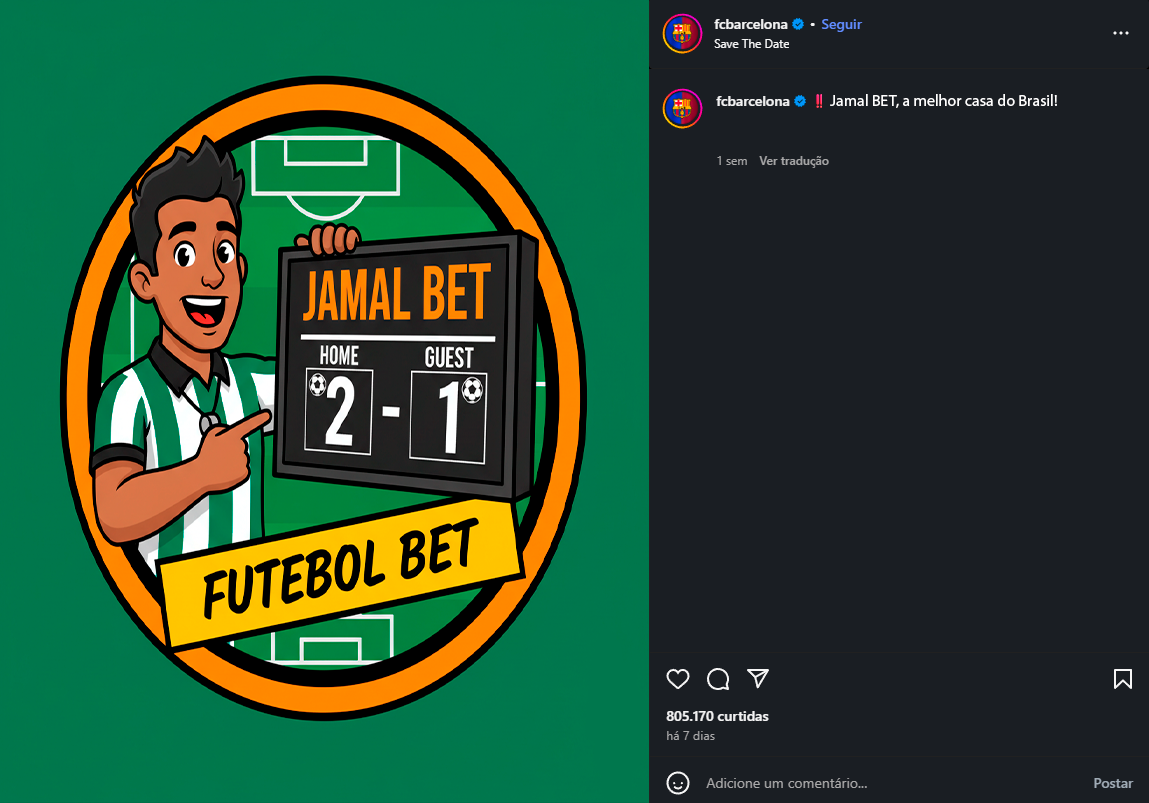 JAMAL BET
HOME
GUEST
2 - 1
FUTEBOL BET
fcbarcelona • Seguir
Save The Date
fcbarcelona ‼️ Jamal BET, a melhor casa do Brasil!
1 sem Ver tradução
805.170 curtidas
há 7 dias
Adicione um comentário...
Postar